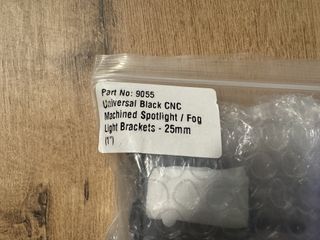 Part No: 9055
Universal Black CNC
Machined Spotlight / Fog
Light Brackets - 25mm
(1")